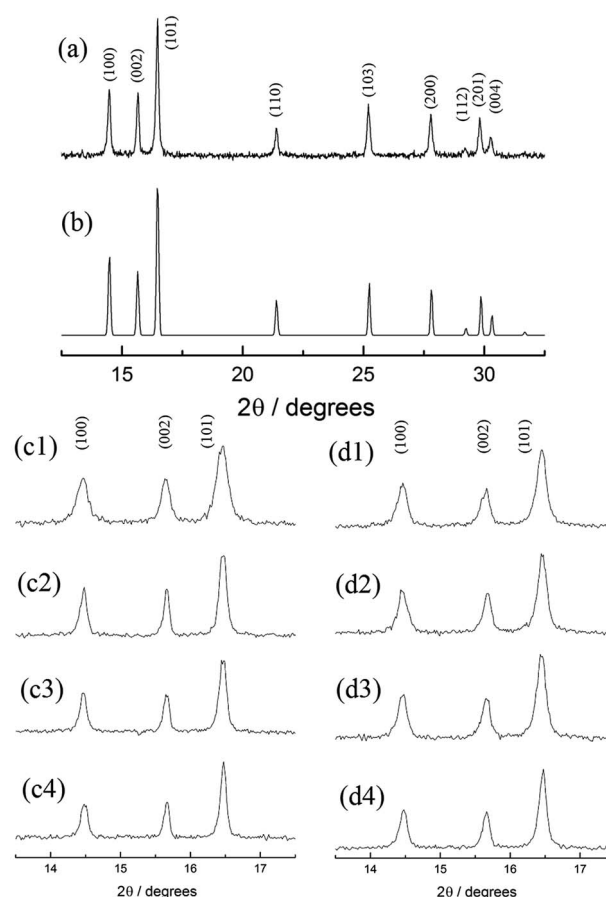 (a)
(100)
(002)
(101)
(110)
(103)
(200)
(112)
(201)
(004)
(b)
15 20 25 30
2θ / degrees
(c1)
(100)
(002)
(101)
(c2)
(c3)
(c4)
14 15 16 17
2θ / degrees
(d1)
(100)
(002)
(101)
(d2)
(d3)
(d4)
14 15 16 17
2θ / degrees